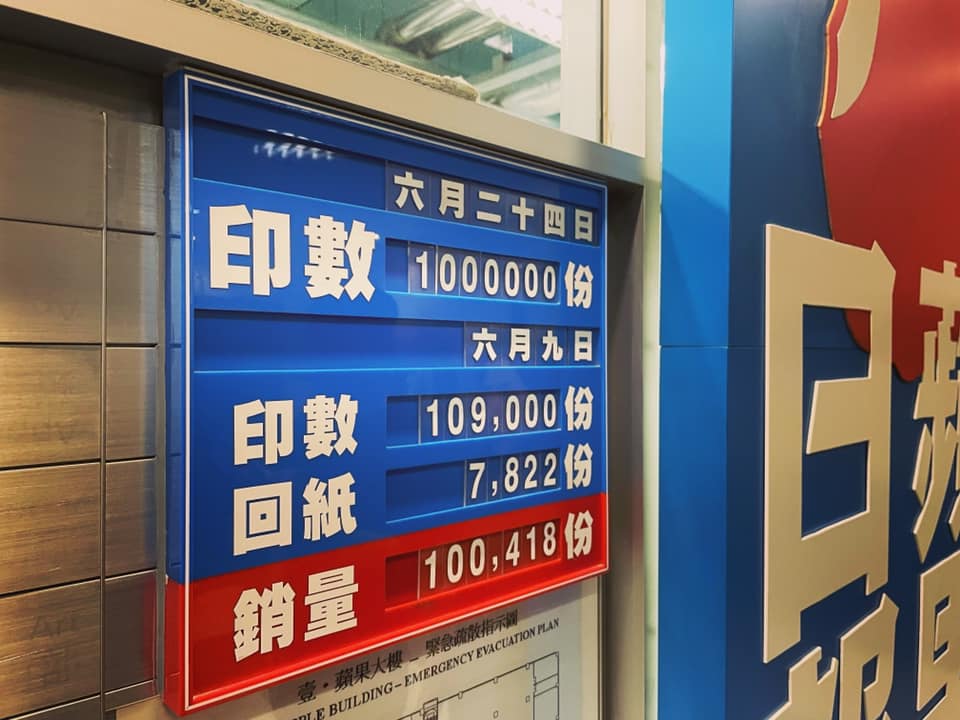 六月二十四日
印數 1000000份
六月九日
印數 109,000份
回紙 7,822份
銷量 100,418份
壹·蘋果大樓 – 緊急疏散指示圖
PLE BUILDING – EMERGENCY EVACUATION PLAN
蘋
日